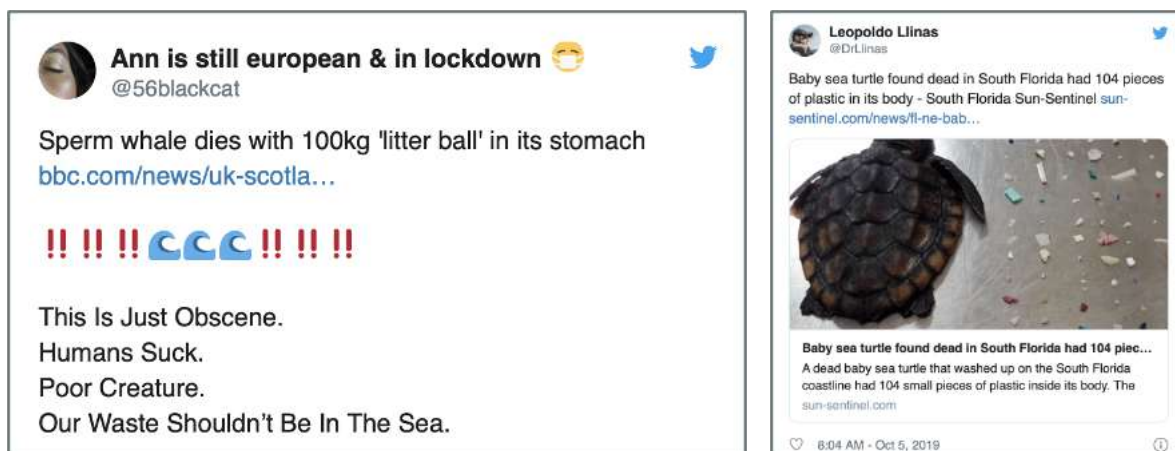 Ann is still european & in lockdown 😷
@56blackcat
Sperm whale dies with 100kg 'litter ball' in its stomach
bbc.com/news/uk-scotla…
‼️ ‼️ ‼️ 🌊🌊🌊 ‼️ ‼️ ‼️
This Is Just Obscene.
Humans Suck.
Poor Creature.
Our Waste Shouldn't Be In The Sea.
Leopoldo Llinas
@DrLlinas
Baby sea turtle found dead in South Florida had 104 pieces
of plastic in its body - South Florida Sun-Sentinel sun-
sentinel.com/news/fl-ne-bab…
Baby sea turtle found dead in South Florida had 104 piec…
A dead baby sea turtle that washed up on the South Florida
coastline had 104 small pieces of plastic inside its body. The
sun-sentinel.com
6:04 AM - Oct 5, 2019